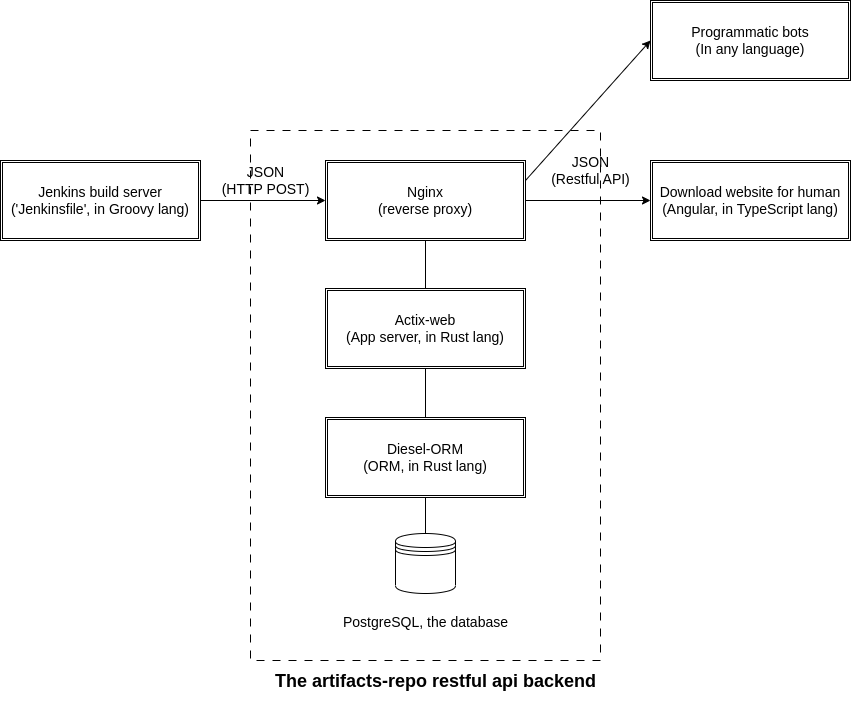 Programmatic bots
(In any language)
JSON
(HTTP POST)
JSON
(Restful API)
Jenkins build server
('Jenkinsfile', in Groovy lang)
Nginx
(reverse proxy)
Download website for human
(Angular, in TypeScript lang)
Actix-web
(App server, in Rust lang)
Diesel-ORM
(ORM, in Rust lang)
PostgreSQL, the database
The artifacts-repo restful api backend